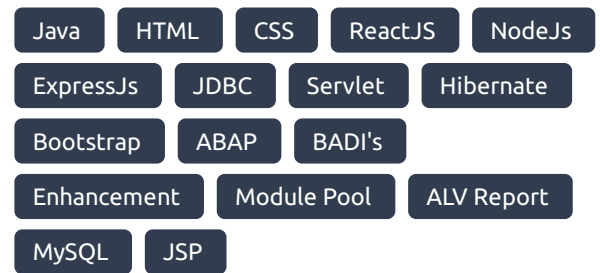 Java HTML CSS ReactJS NodeJs
ExpressJs JDBC Servlet Hibernate
Bootstrap ABAP BADI's
Enhancement Module Pool ALV Report
MySQL JSP